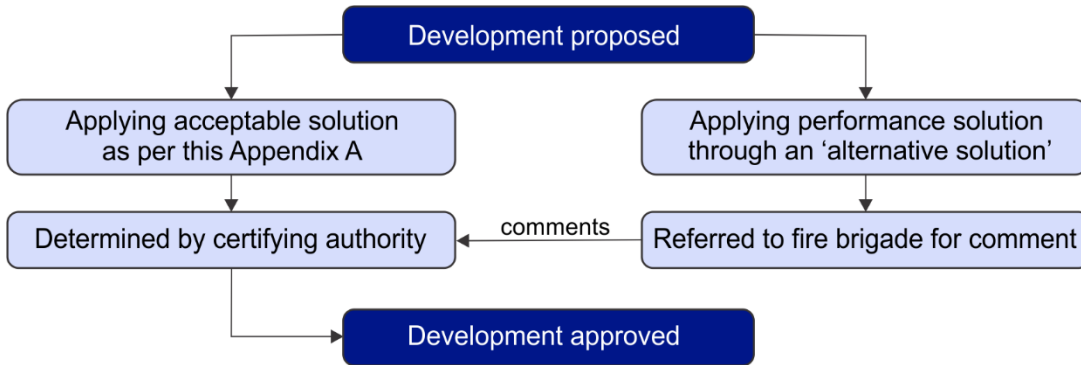 Development proposed
Applying acceptable solution
as per this Appendix A
Applying performance solution
through an ‘alternative solution’
Determined by certifying authority
comments
Referred to fire brigade for comment
Development approved